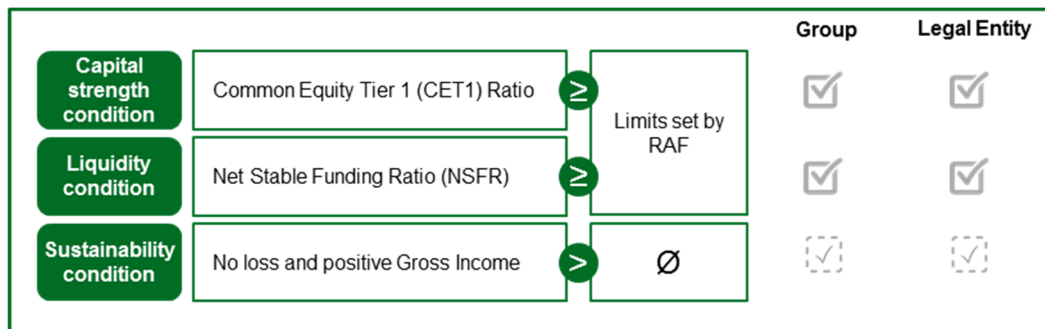 Group
Legal Entity
Capital
strength
condition
Common Equity Tier 1 (CET1) Ratio
≥
Limits set by
RAF
Liquidity
condition
Net Stable Funding Ratio (NSFR)
≥
Sustainability
condition
No loss and positive Gross Income
>
Ø